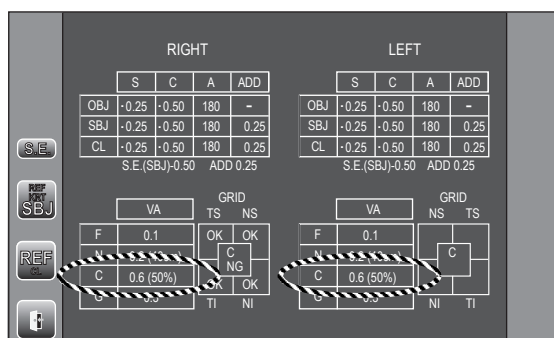 RIGHT
S C A ADD
OBJ -0.25 -0.50 180 –
SBJ -0.25 -0.50 180 0.25
CL -0.25 -0.50 180 0.25
S.E.(SBJ)-0.50 ADD 0.25
VA
GRID
TS NS
F 0.1
OK OK
C
NG
C 0.6 (50%)
OK OK
TI NI
LEFT
S C A ADD
OBJ -0.25 -0.50 180 –
SBJ -0.25 -0.50 180 0.25
CL -0.25 -0.50 180 0.25
S.E.(SBJ)-0.50 ADD 0.25
VA
GRID
NS TS
F 0.1
C
C 0.6 (50%)
NI TI
S.E.
REF
KRT
SBJ
REF
CL